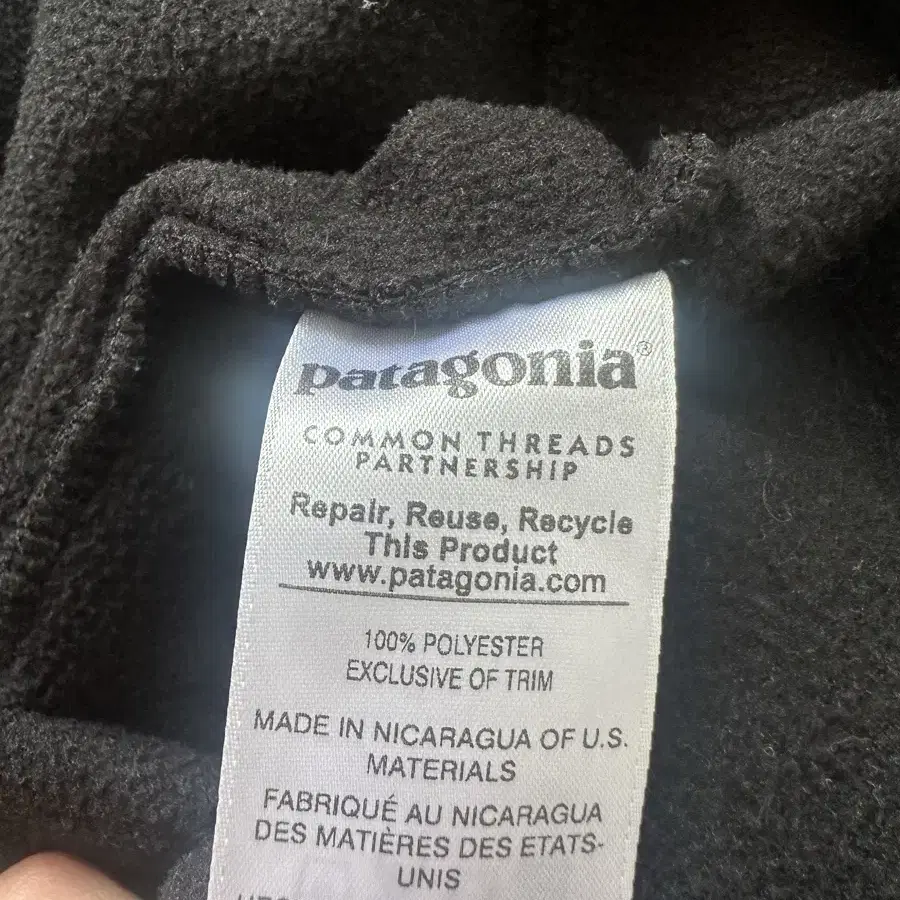 patagonia®
COMMON THREADS
PARTNERSHIP
Repair, Reuse, Recycle
This Product
www.patagonia.com
100% POLYESTER
EXCLUSIVE OF TRIM
MADE IN NICARAGUA OF U.S.
MATERIALS
FABRIQUÉ AU NICARAGUA
DES MATIÈRES DES ETATS-
UNIS